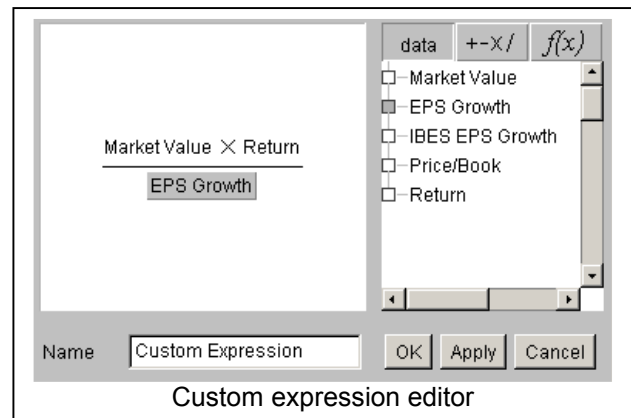 data +-X/ f(x)
Market Value
EPS Growth
IBES EPS Growth
Price/Book
Return
Market Value × Return
EPS Growth
Name Custom Expression OK Apply Cancel
Custom expression editor